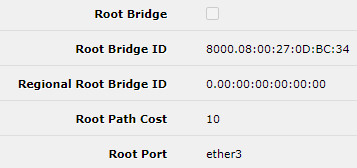 Root Bridge
Root Bridge ID 8000.08:00:27:0D:BC:34
Regional Root Bridge ID 0.00:00:00:00:00:00
Root Path Cost 10
Root Port ether3